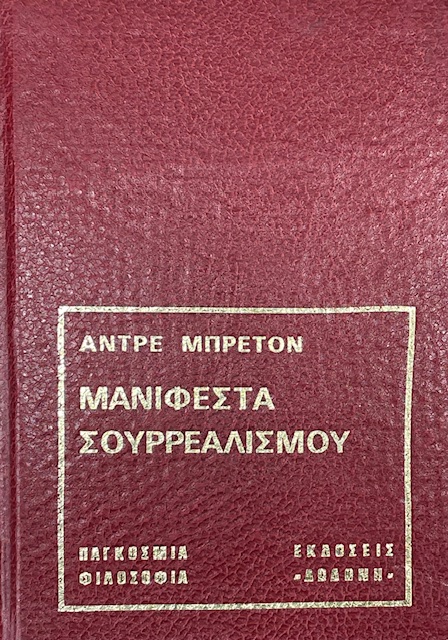 ΑΝΤΡΕ ΜΠΡΕΤΟΝ
ΜΑΝΙΦΕΣΤΑ
ΣΟΥΡΡΕΑΛΙΣΜΟΥ
ΠΑΓΚΟΣΜΙΑ
ΦΙΛΟΣΟΦΙΑ
ΕΚΔΟΣΕΙΣ
«ΔΩΔΩΝΗ»